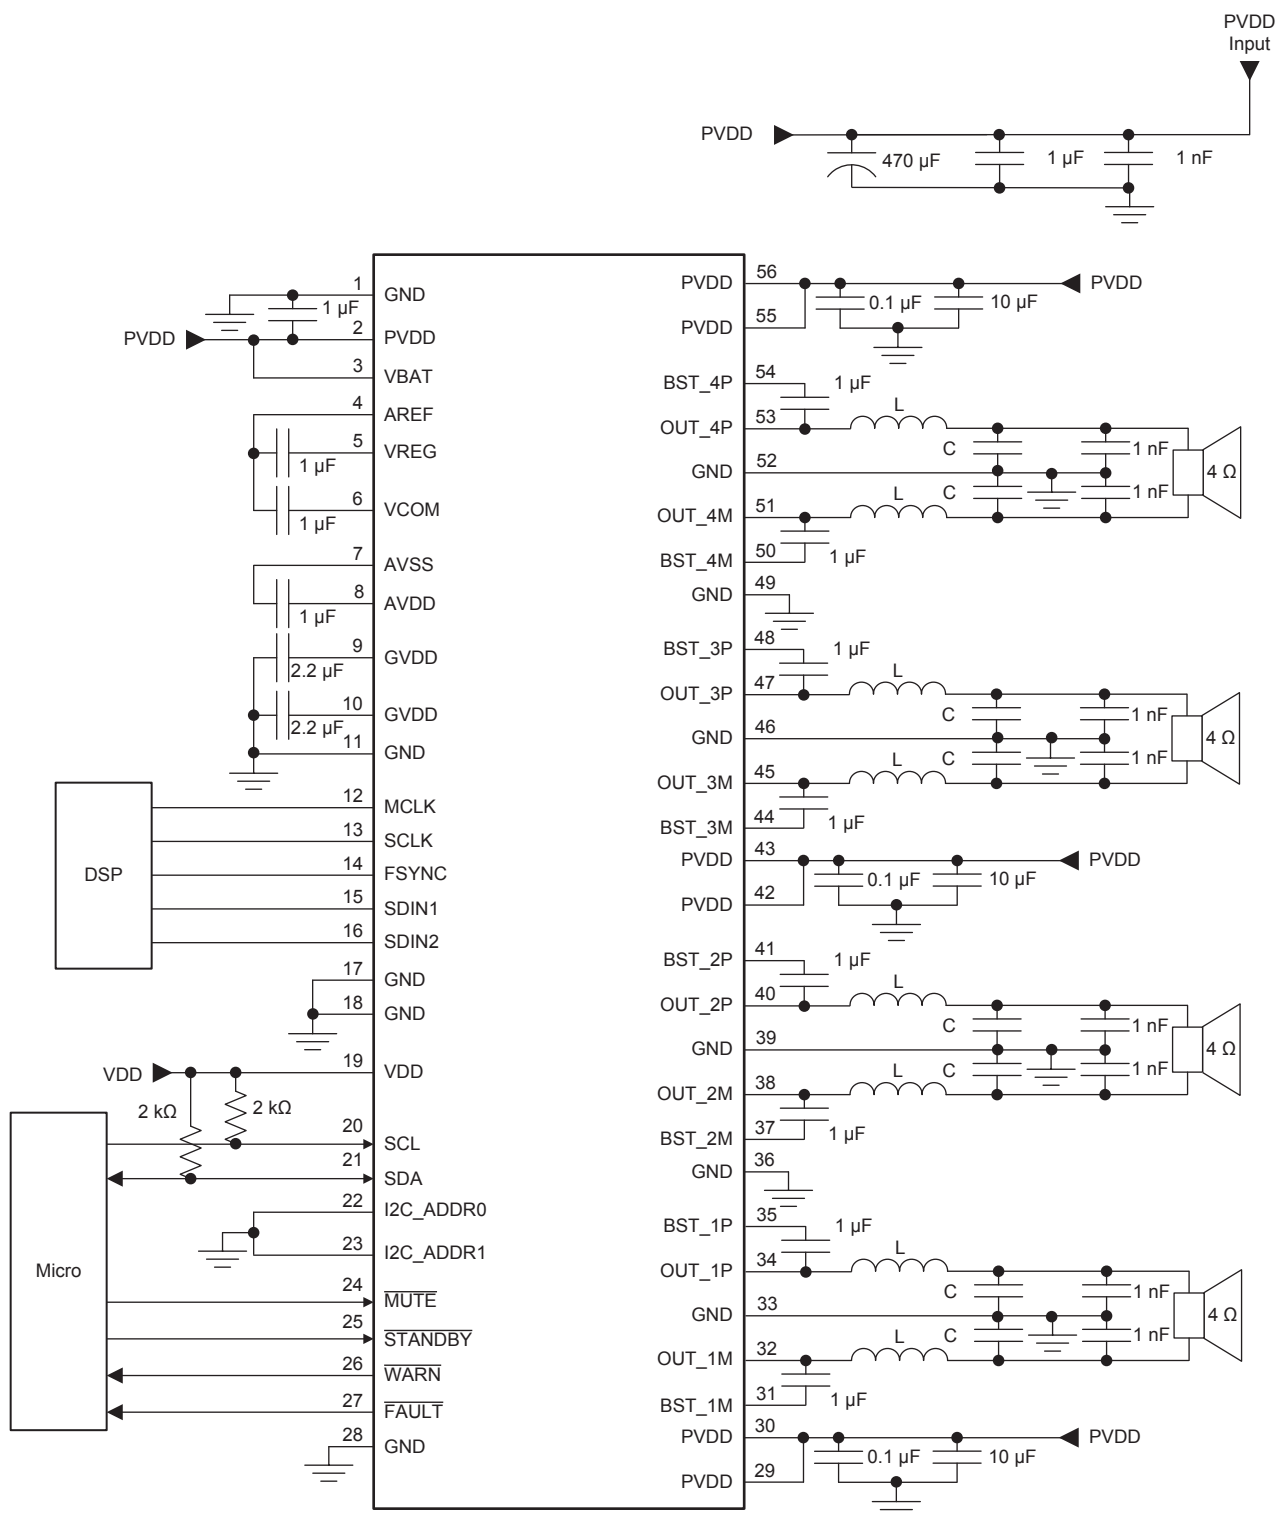 PVDD
Input
PVDD
470 µF
1 µF
1 nF
1
GND
1 µF
PVDD
2
PVDD
3
VBAT
4
AREF
5
VREG
1 µF
6
VCOM
1 µF
7
AVSS
8
AVDD
1 µF
9
GVDD
2.2 µF
10
GVDD
2.2 µF
11
GND
DSP
12
MCLK
13
SCLK
14
FSYNC
15
SDIN1
16
SDIN2
17
GND
18
GND
VDD
19
VDD
2 kΩ
2 kΩ
Micro
20
SCL
21
SDA
22
I2C_ADDR0
23
I2C_ADDR1
24
MUTE
25
STANDBY
26
WARN
27
FAULT
28
GND
PVDD
56
PVDD
0.1 µF
10 µF
PVDD
55
BST_4P
54
1 µF
OUT_4P
53
L
C
1 nF
GND
52
4 Ω
C
1 nF
OUT_4M
51
L
BST_4M
50
1 µF
GND
49
BST_3P
48
1 µF
OUT_3P
47
L
C
1 nF
GND
46
4 Ω
C
1 nF
OUT_3M
45
L
BST_3M
44
1 µF
PVDD
43
PVDD
0.1 µF
10 µF
PVDD
42
BST_2P
41
1 µF
OUT_2P
40
L
C
1 nF
GND
39
4 Ω
C
1 nF
OUT_2M
38
L
BST_2M
37
1 µF
GND
36
BST_1P
35
1 µF
OUT_1P
34
L
C
1 nF
GND
33
4 Ω
C
1 nF
OUT_1M
32
L
BST_1M
31
1 µF
PVDD
30
PVDD
0.1 µF
10 µF
PVDD
29